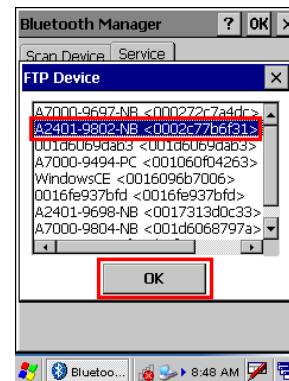 Bluetooth Manager ? OK ×
Scan Device Service
FTP Device ×
A7000-9697-NB <000272c7a4dc>
A2401-9802-NB <0002c77b6f31>
001d6069dab3 <001d6069dab3>
A7000-9494-PC <001060f04263>
WindowsCE <0016096b7006>
0016fe937bfd <0016fe937bfd>
A2401-9698-NB <0017313d0c33>
A7000-9804-NB <001d6068797a>
OK
Bluetoo... 8:48 AM